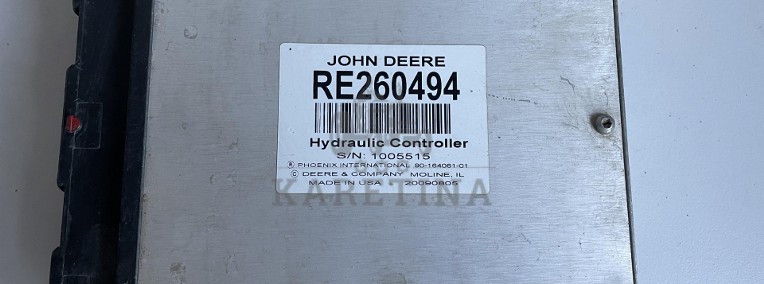 JOHN DEERE
RE260494
Hydraulic Controller
S/N: 1005515
® PHOENIX INTERNATIONAL 90-164061-01
© DEERE & COMPANY MOLINE, IL
MADE IN USA 20090805
KARETINA